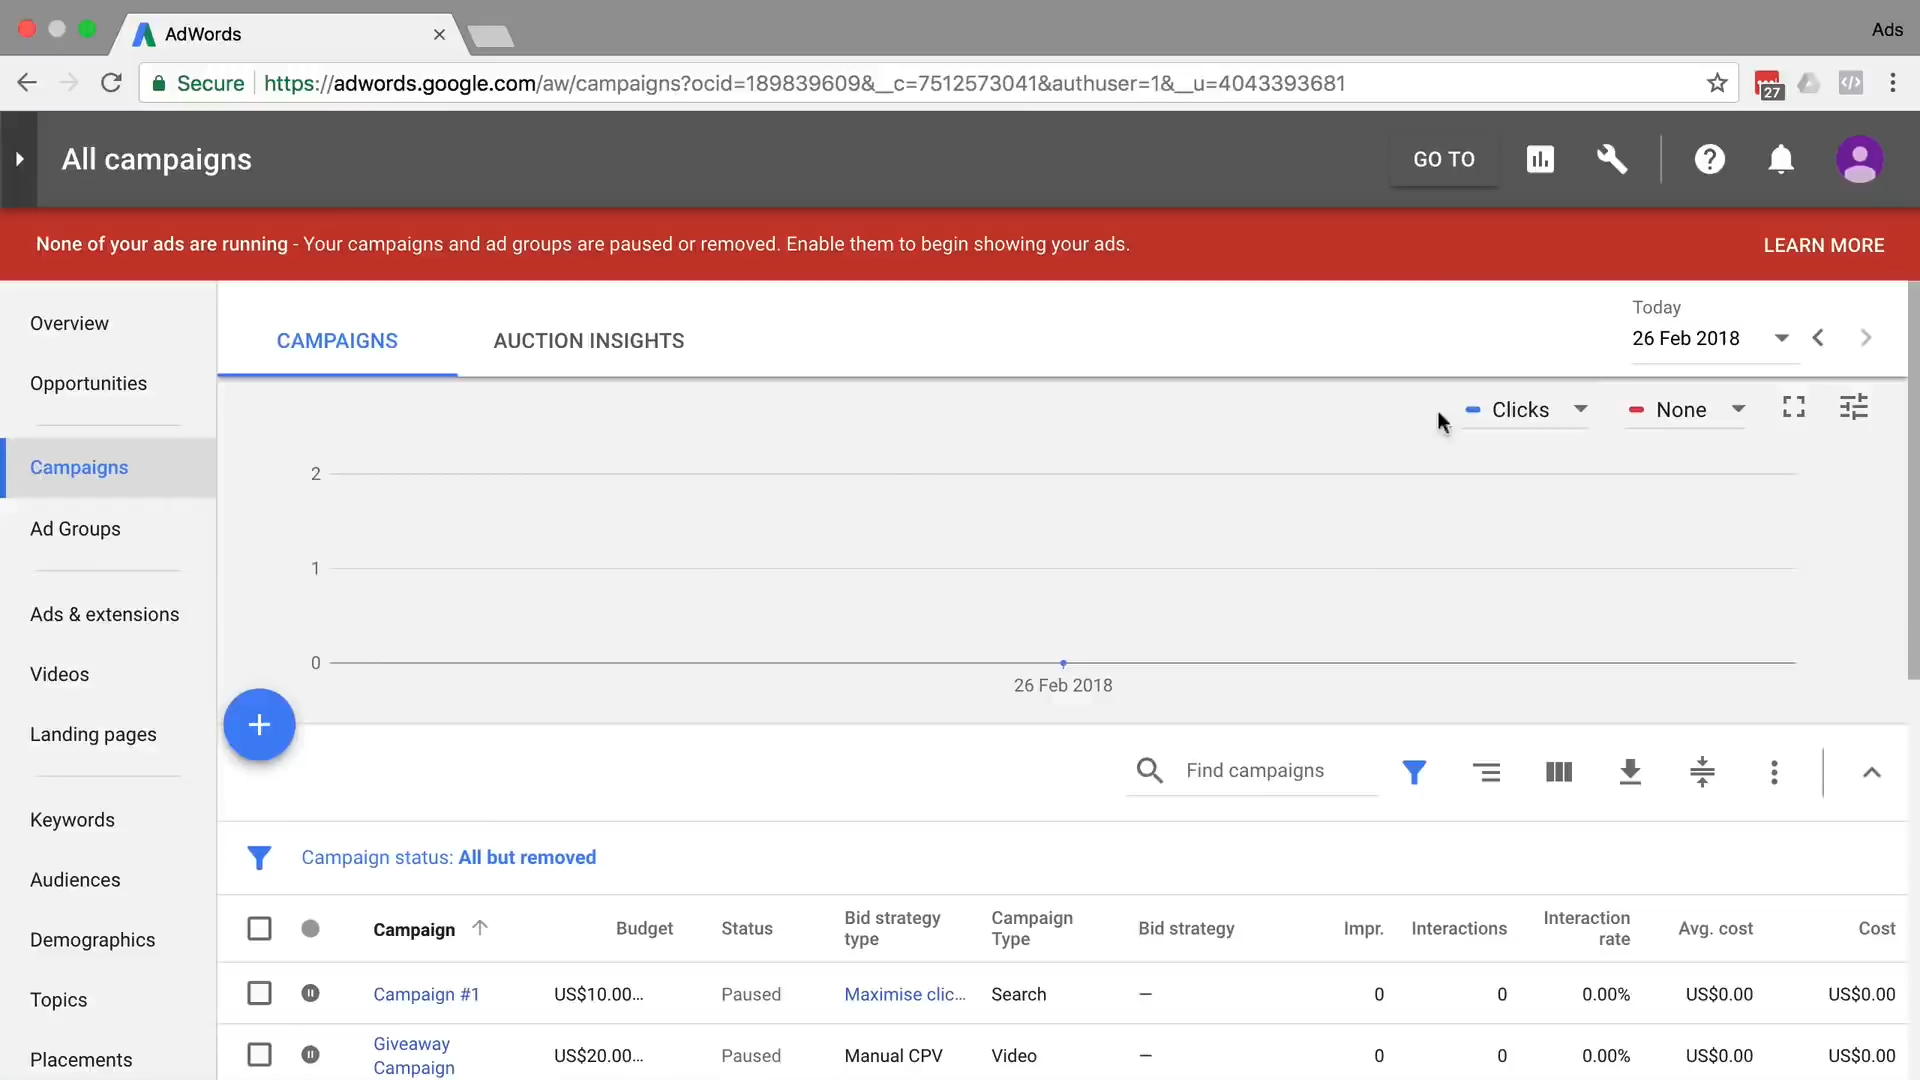 AdWords
Ads
Secure
https://adwords.google.com/aw/campaigns?ocid=189839609&__c=7512573041&authuser=1&__u=4043393681
27
All campaigns
GO TO
None of your ads are running - Your campaigns and ad groups are paused or removed. Enable them to begin showing your ads.
LEARN MORE
Overview
Opportunities
Campaigns
Ad Groups
Ads & extensions
Videos
Landing pages
Keywords
Audiences
Demographics
Topics
Placements
CAMPAIGNS
AUCTION INSIGHTS
Today
26 Feb 2018
Clicks
None
2
1
0
26 Feb 2018
Find campaigns
Campaign status: All but removed
Campaign
Budget
Status
Bid strategy
type
Campaign
Type
Bid strategy
Impr.
Interactions
Interaction
rate
Avg. cost
Cost
Campaign #1
US$10.00...
Paused
Maximise clic...
Search
—
0
0
0.00%
US$0.00
US$0.00
Giveaway
Campaign
US$20.00...
Paused
Manual CPV
Video
—
0
0
0.00%
US$0.00
US$0.00